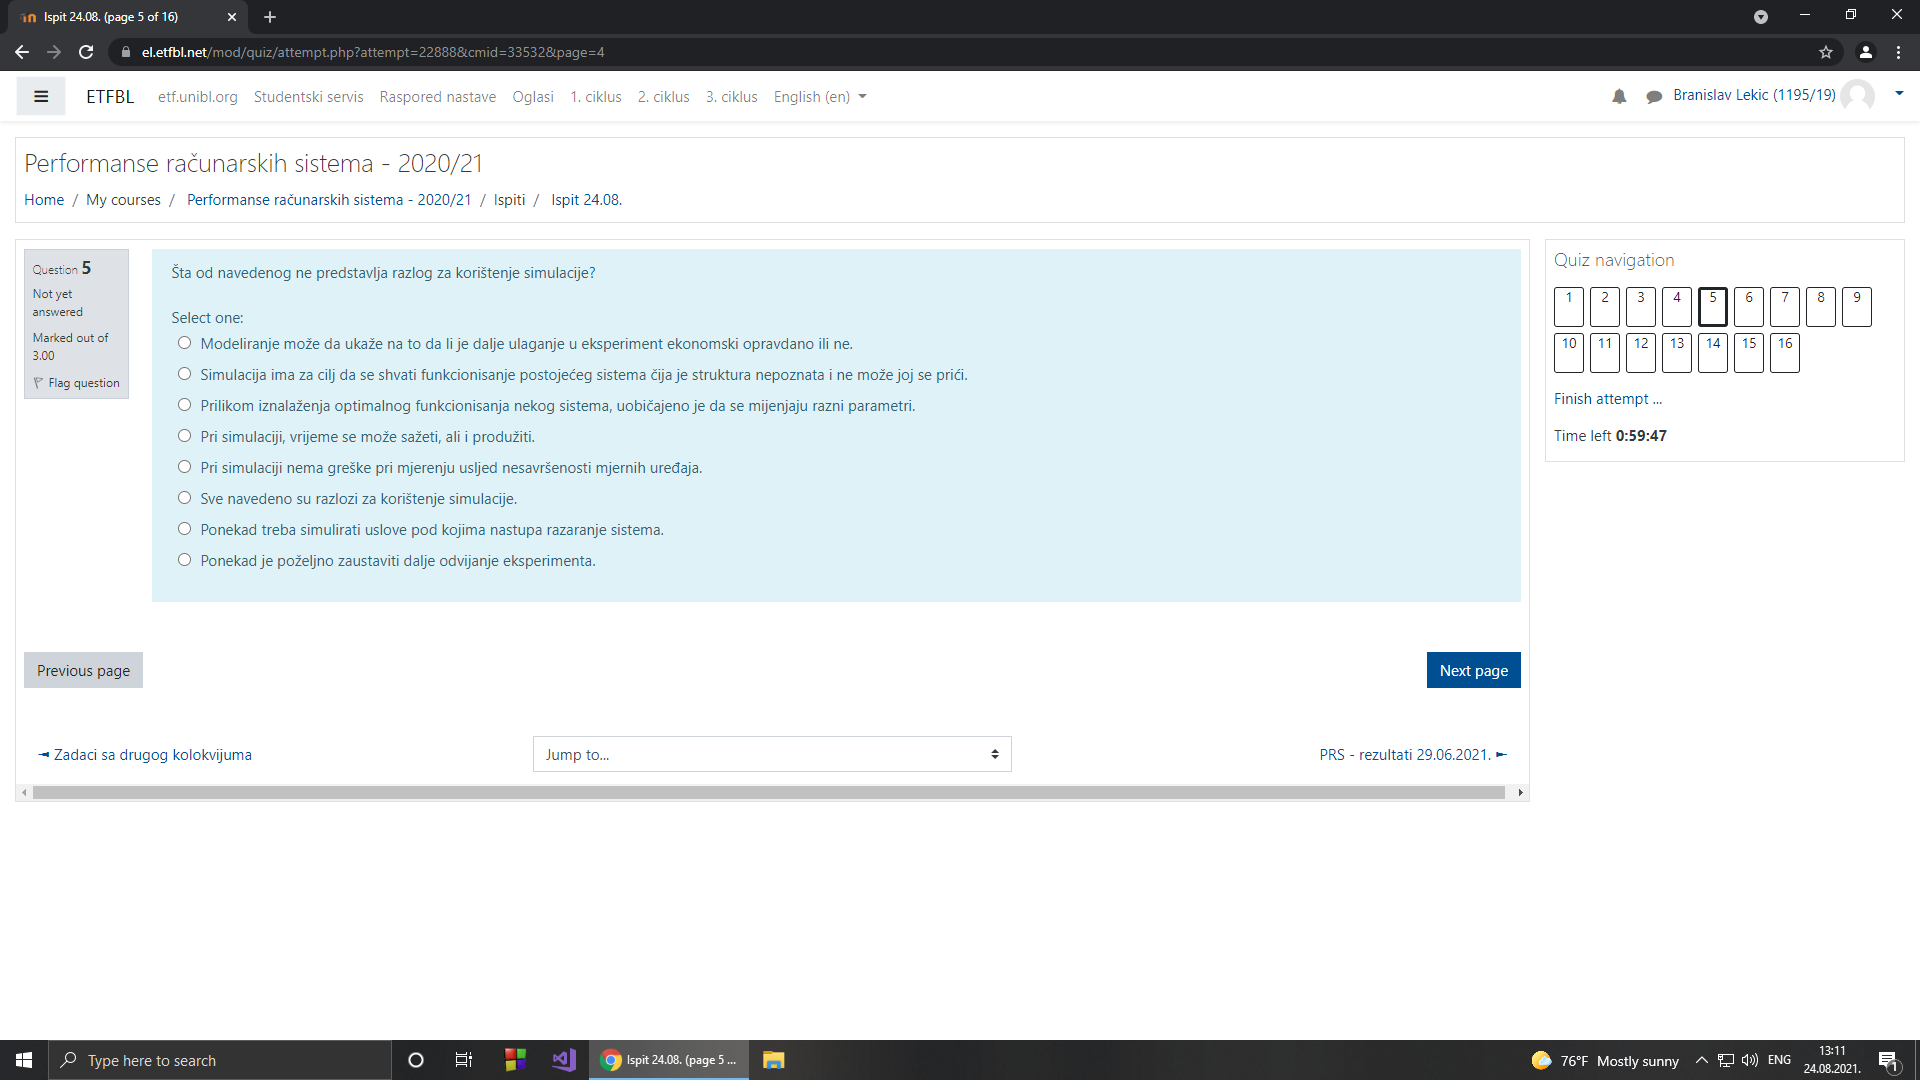 Ispit 24.08. (page 5 of 16)
el.etfbl.net/mod/quiz/attempt.php?attempt=22888&cmid=33532&page=4
ETFBL etf.unibl.org Studentski servis Raspored nastave Oglasi 1. ciklus 2. ciklus 3. ciklus English (en)
Branislav Lekic (1195/19)
Performanse računarskih sistema - 2020/21
Home / My courses / Performanse računarskih sistema - 2020/21 / Ispiti / Ispit 24.08.
Question 5
Not yet
answered
Marked out of
3.00
Flag question
Šta od navedenog ne predstavlja razlog za korištenje simulacije?
Select one:
Modeliranje može da ukaže na to da li je dalje ulaganje u eksperiment ekonomski opravdano ili ne.
Simulacija ima za cilj da se shvati funkcionisanje postojećeg sistema čija je struktura nepoznata i ne može joj se prići.
Prilikom iznalaženja optimalnog funkcionisanja nekog sistema, uobičajeno je da se mijenjaju razni parametri.
Pri simulaciji, vrijeme se može sažeti, ali i produžiti.
Pri simulaciji nema greške pri mjerenju usljed nesavršenosti mjernih uređaja.
Sve navedeno su razlozi za korištenje simulacije.
Ponekad treba simulirati uslove pod kojima nastupa razaranje sistema.
Ponekad je poželjno zaustaviti dalje odvijanje eksperimenta.
Quiz navigation
1 2 3 4 5 6 7 8 9
10 11 12 13 14 15 16
Finish attempt ...
Time left 0:59:47
Previous page
Next page
◄ Zadaci sa drugog kolokvijuma
Jump to...
PRS - rezultati 29.06.2021. ►
Type here to search
Ispit 24.08. (page 5 ...
76°F Mostly sunny
ENG
13:11
24.08.2021.
1